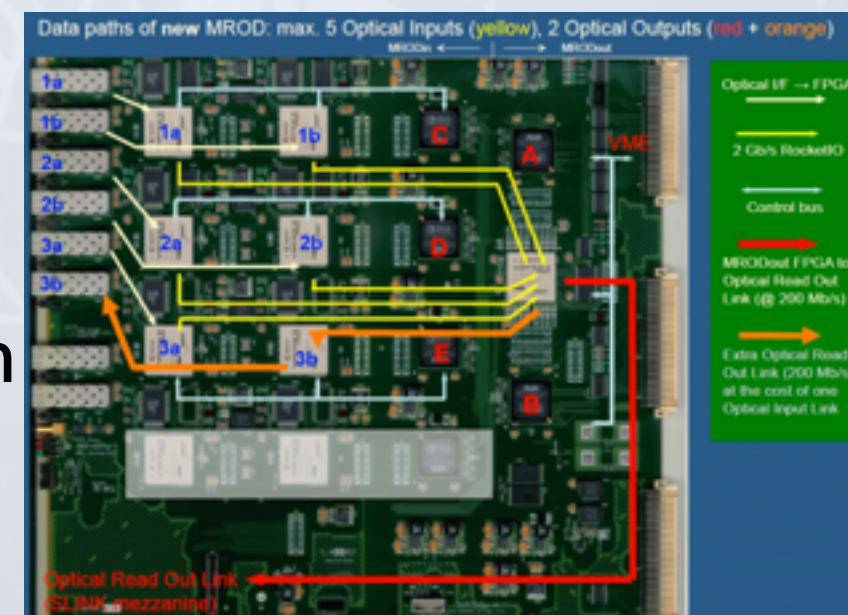 Data paths of new MROD: max. 5 Optical Inputs (yellow), 2 Optical Outputs (red + orange)
MRODin MRODout
1a
1b
2a
2b
3a
3b
1a 1b C
A
VME
2a 2b D
3a 3b E
B
Optical Read Out Link
(SLINK mezzanine)
Optical I/F → FPGA
2 Gb/s RocketIO
Control bus
MRODout FPGA to
Optical Read Out
Link (@ 200 Mb/s)
Extra Optical Read
Out Link (200 Mb/s
at the cost of one
Optical Input Link
n